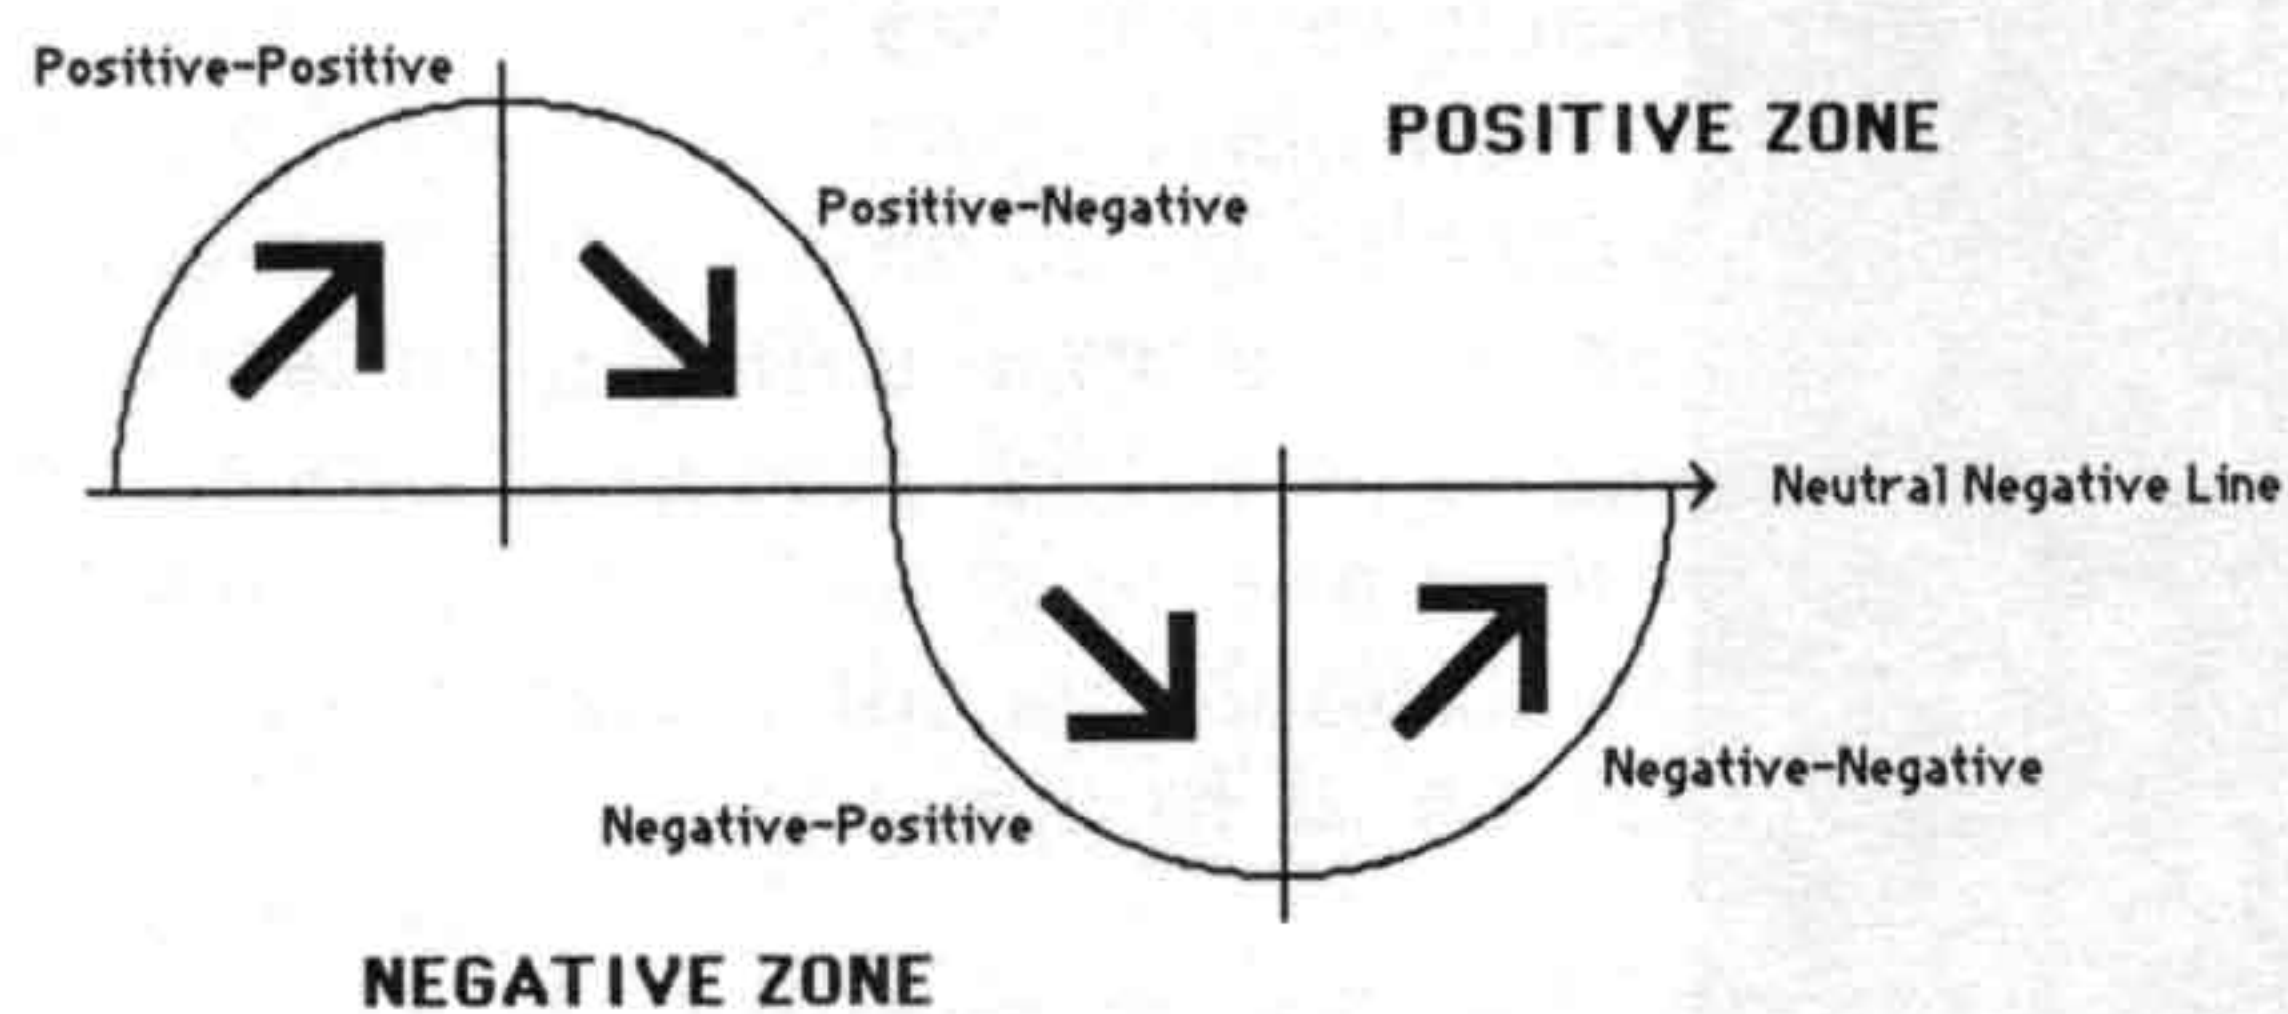 Positive-Positive
POSITIVE ZONE
Positive-Negative
Neutral Negative Line
Negative-Negative
Negative-Positive
NEGATIVE ZONE